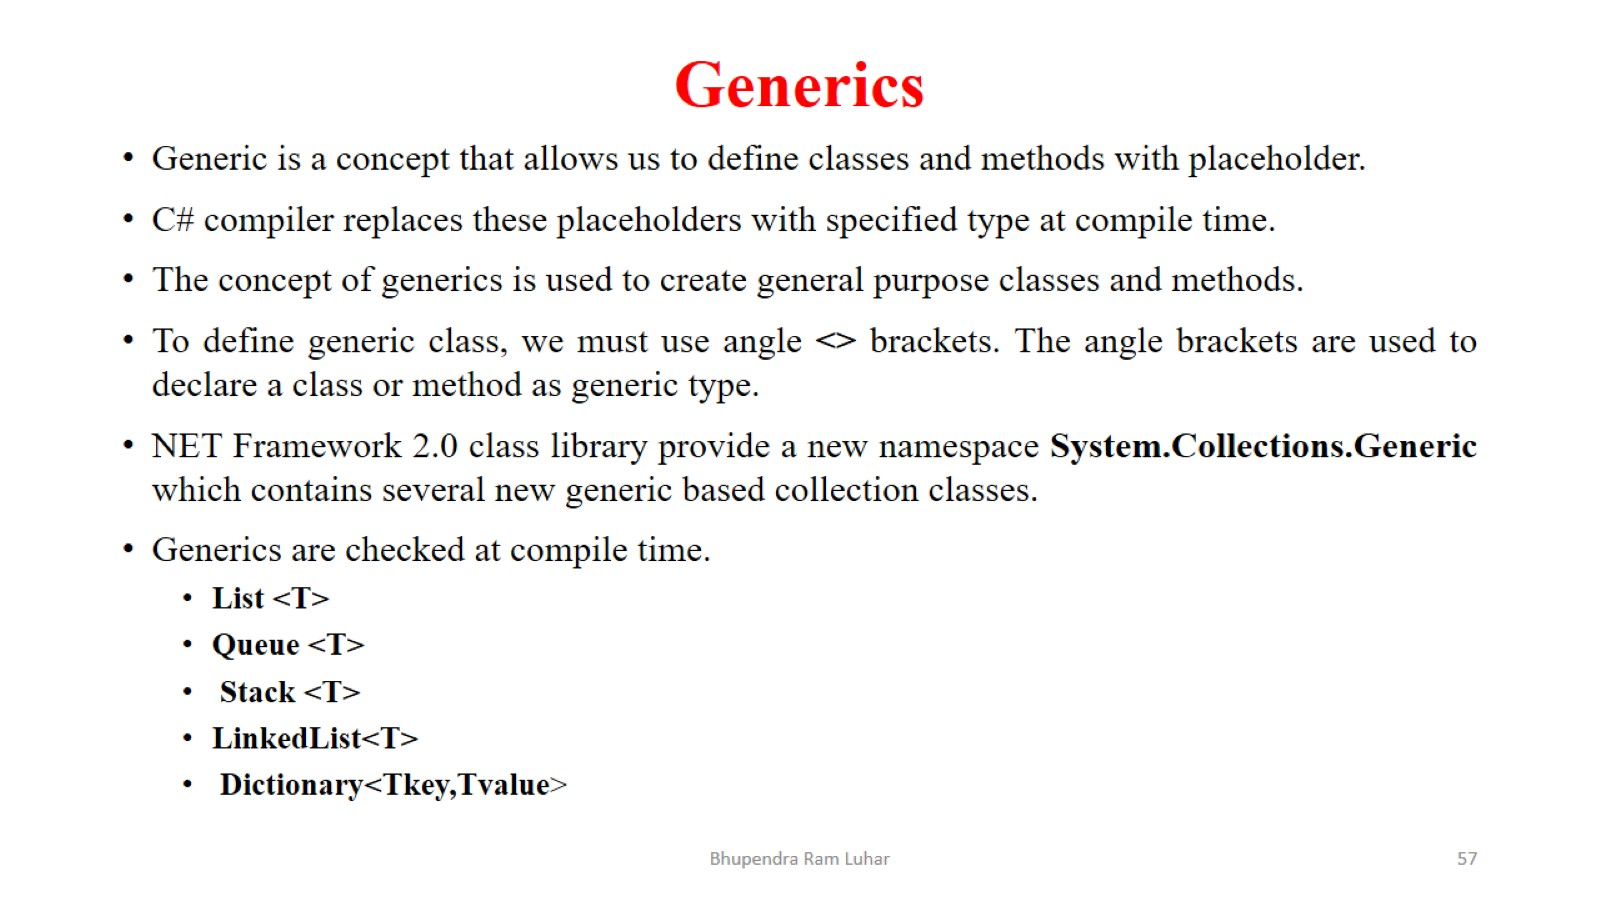 Generics
• Generic is a concept that allows us to define classes and methods with placeholder.
• C# compiler replaces these placeholders with specified type at compile time.
• The concept of generics is used to create general purpose classes and methods.
• To define generic class, we must use angle <> brackets. The angle brackets are used to
declare a class or method as generic type.
• NET Framework 2.0 class library provide a new namespace System.Collections.Generic
which contains several new generic based collection classes.
• Generics are checked at compile time.
• List <T>
• Queue <T>
• Stack <T>
• LinkedList<T>
• Dictionary<Tkey,Tvalue>
Bhupendra Ram Luhar
57